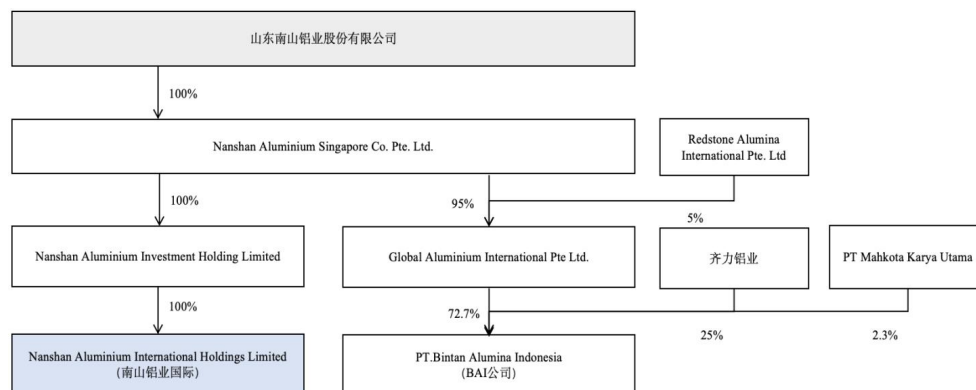 山东南山铝业股份有限公司
100%
Nanshan Aluminium Singapore Co. Pte. Ltd.
Redstone Alumina
International Pte. Ltd
100%
95%
5%
Nanshan Aluminium Investment Holding Limited
Global Aluminium International Pte Ltd.
齐力铝业
PT Mahkota Karya Utama
100%
72.7%
25%
2.3%
Nanshan Aluminium International Holdings Limited
(南山铝业国际)
PT.Bintan Alumina Indonesia
(BAI公司)